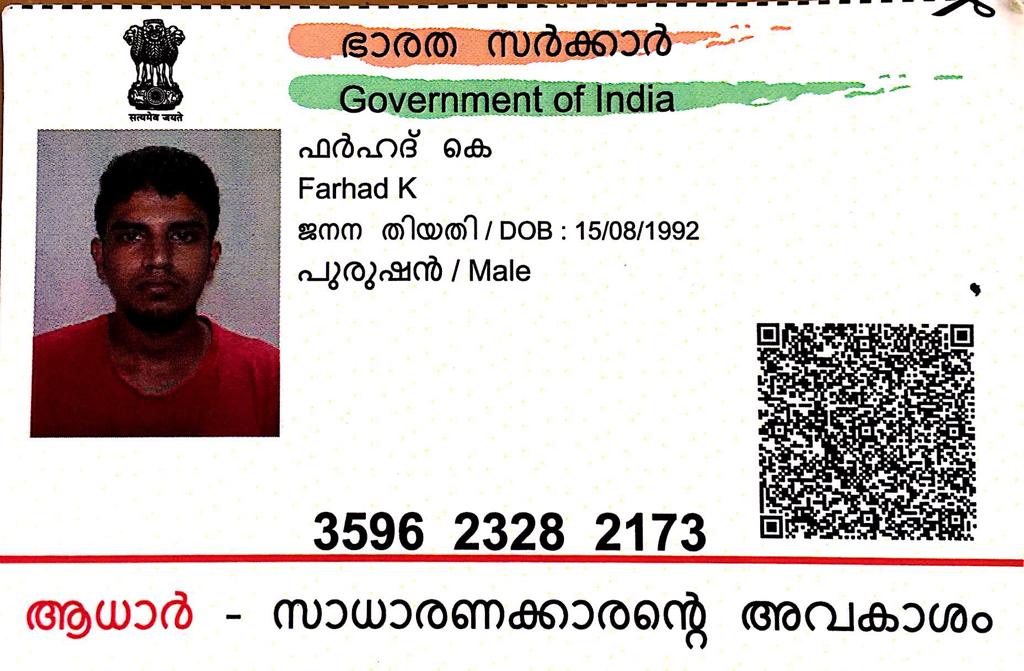 सत्यमेव जयते
ഭാരത സർക്കാർ
Government of India
ഫർഹദ് കെ
Farhad K
ജനന തിയതി / DOB : 15/08/1992
പുരുഷൻ / Male
3596 2328 2173
ആധാർ - സാധാരണക്കാരന്റെ അവകാശം